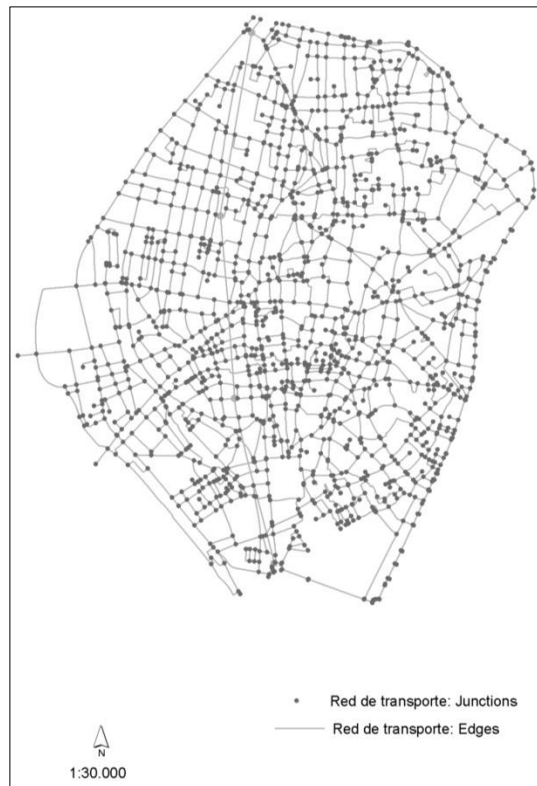 Red de transporte: Junctions
Red de transporte: Edges
N
1:30.000